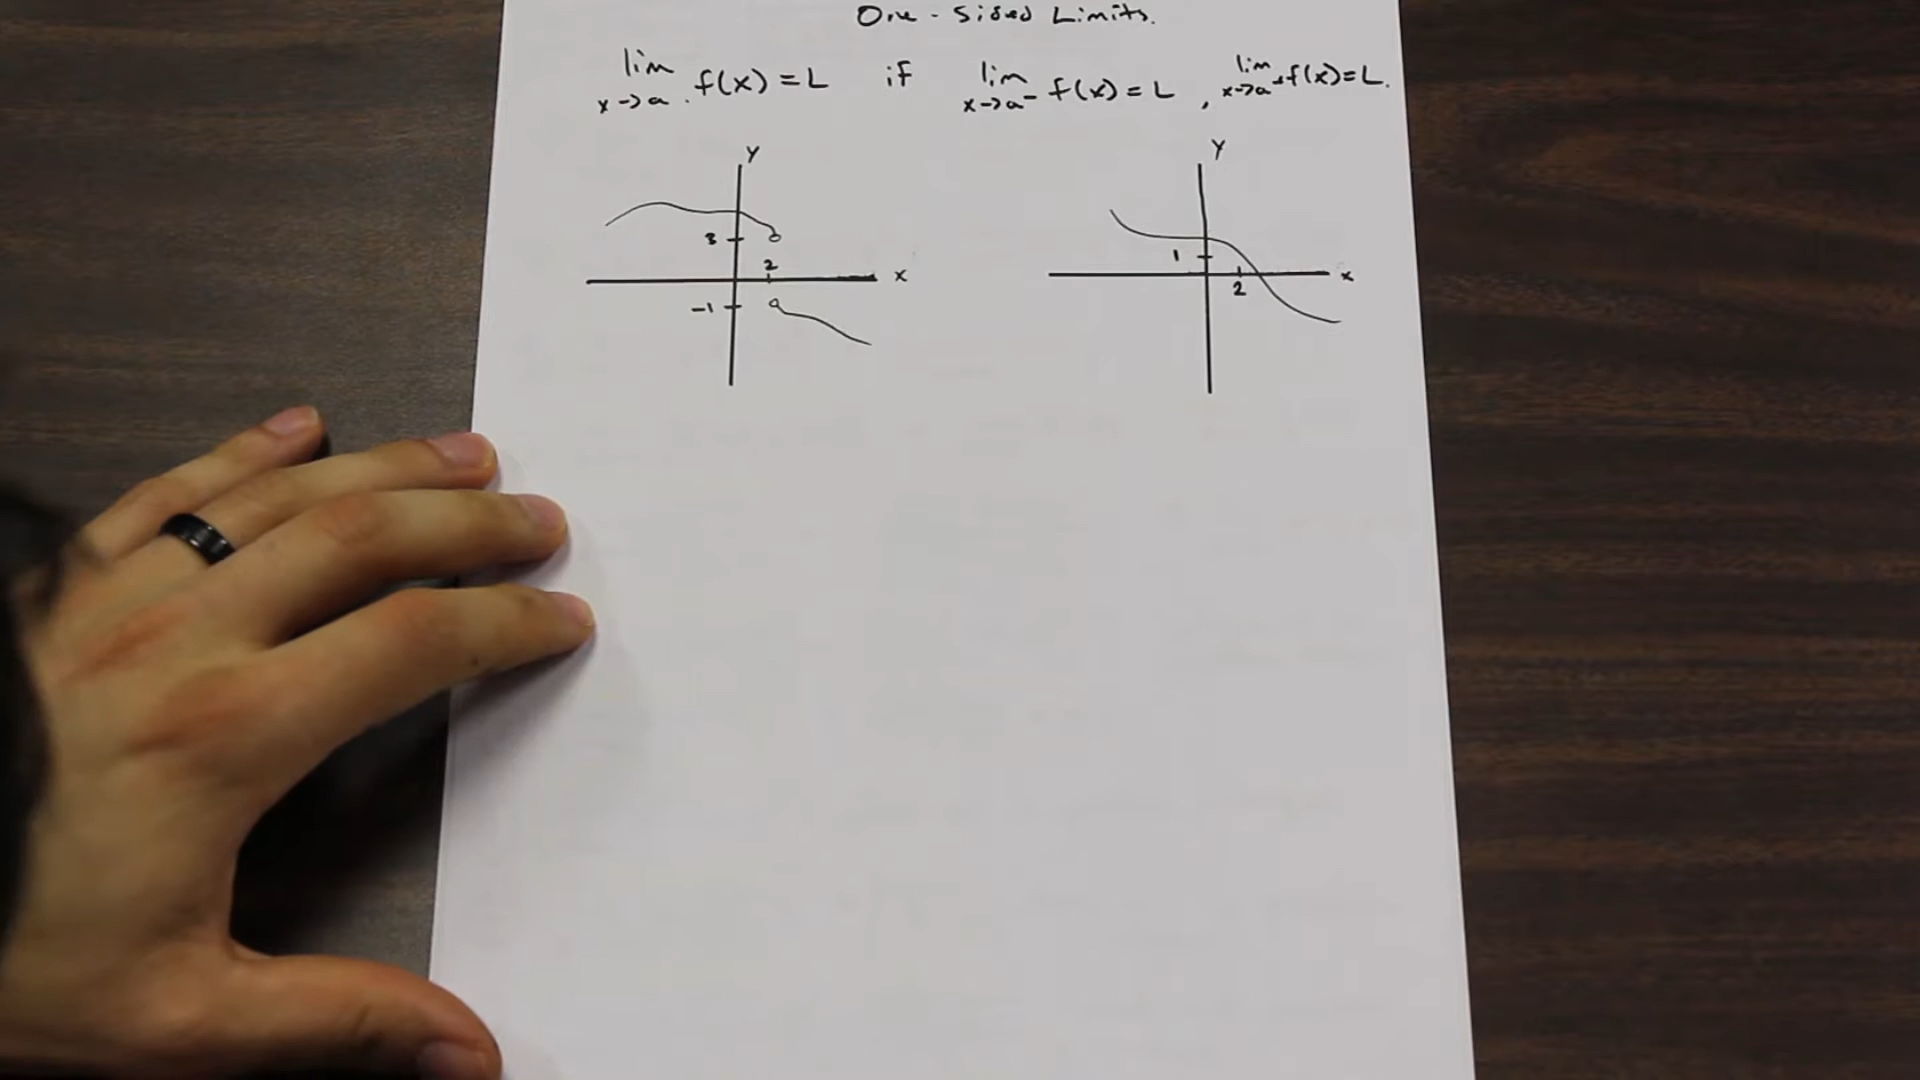 One-Sided Limits.
lim x→a f(x) = L if lim x→a⁻ f(x) = L, lim x→a⁺ f(x) = L.
y
3
2
x
-1
y
1
2
x